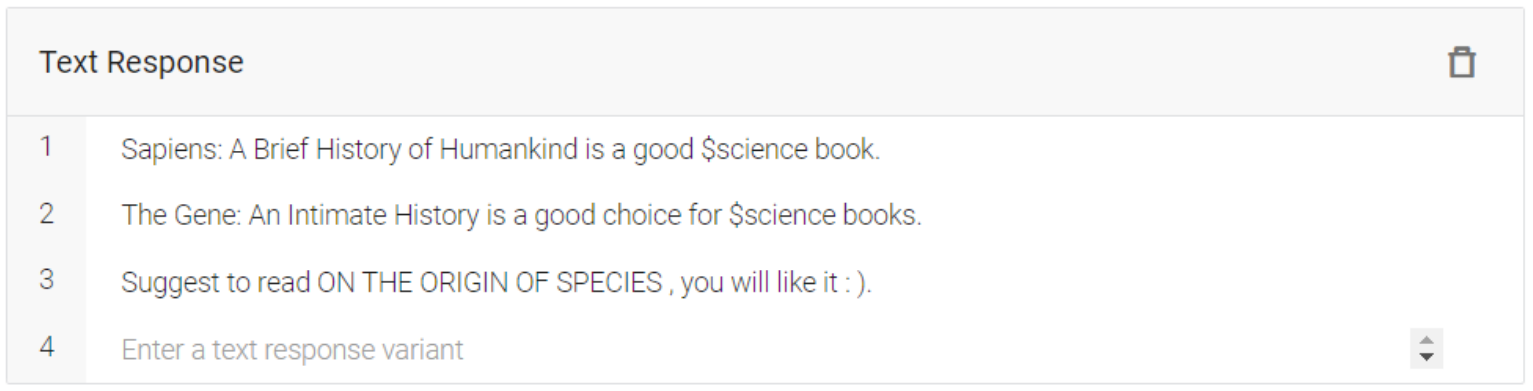 Text Response
1 Sapiens: A Brief History of Humankind is a good $science book.
2 The Gene: An Intimate History is a good choice for $science books.
3 Suggest to read ON THE ORIGIN OF SPECIES , you will like it : ).
4 Enter a text response variant